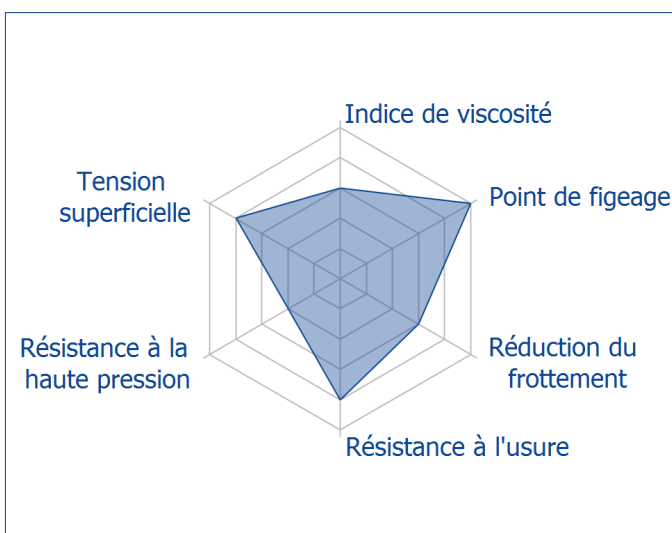 Indice de viscosité
Point de figeage
Réduction du
frottement
Résistance à l'usure
Résistance à la
haute pression
Tension
superficielle